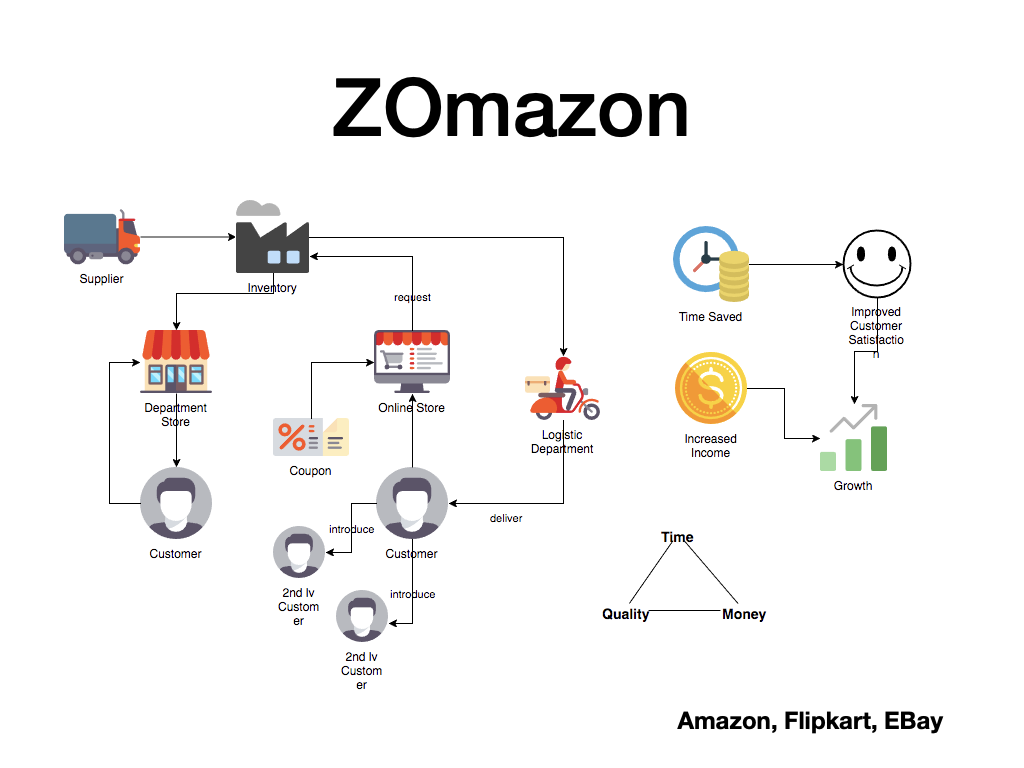 ZOmazon
Supplier
Inventory
request
Department
Store
Online Store
Coupon
Logistic
Department
deliver
Customer
Customer
introduce
2nd lv
Custom
er
introduce
2nd lv
Custom
er
Time Saved
Improved
Customer
Satisfactio
n
Increased
Income
Growth
Time
Quality
Money
Amazon, Flipkart, EBay